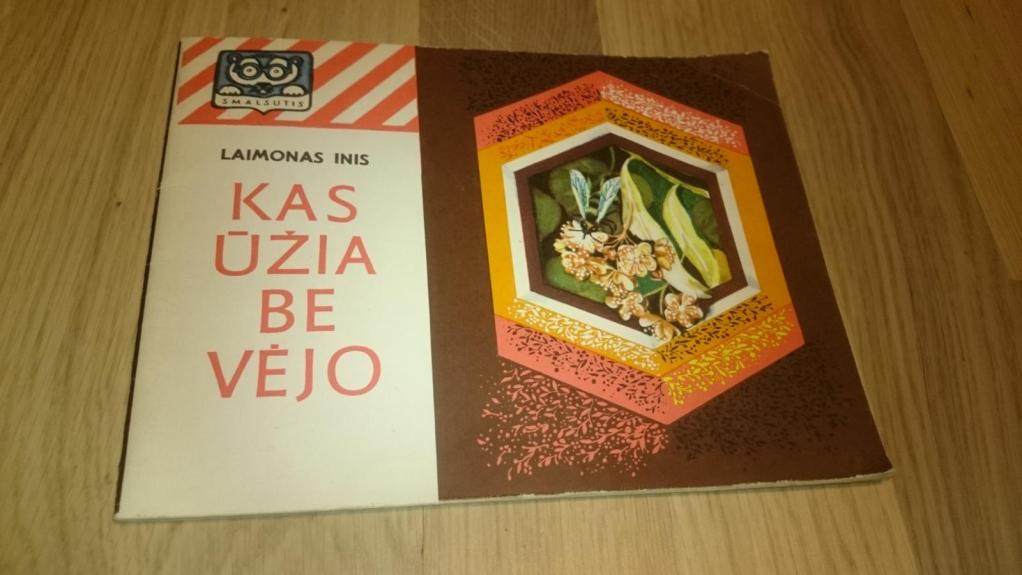 SMALSUTIS
LAIMONAS INIS
KAS
ŪŽIA
BE
VĖJO